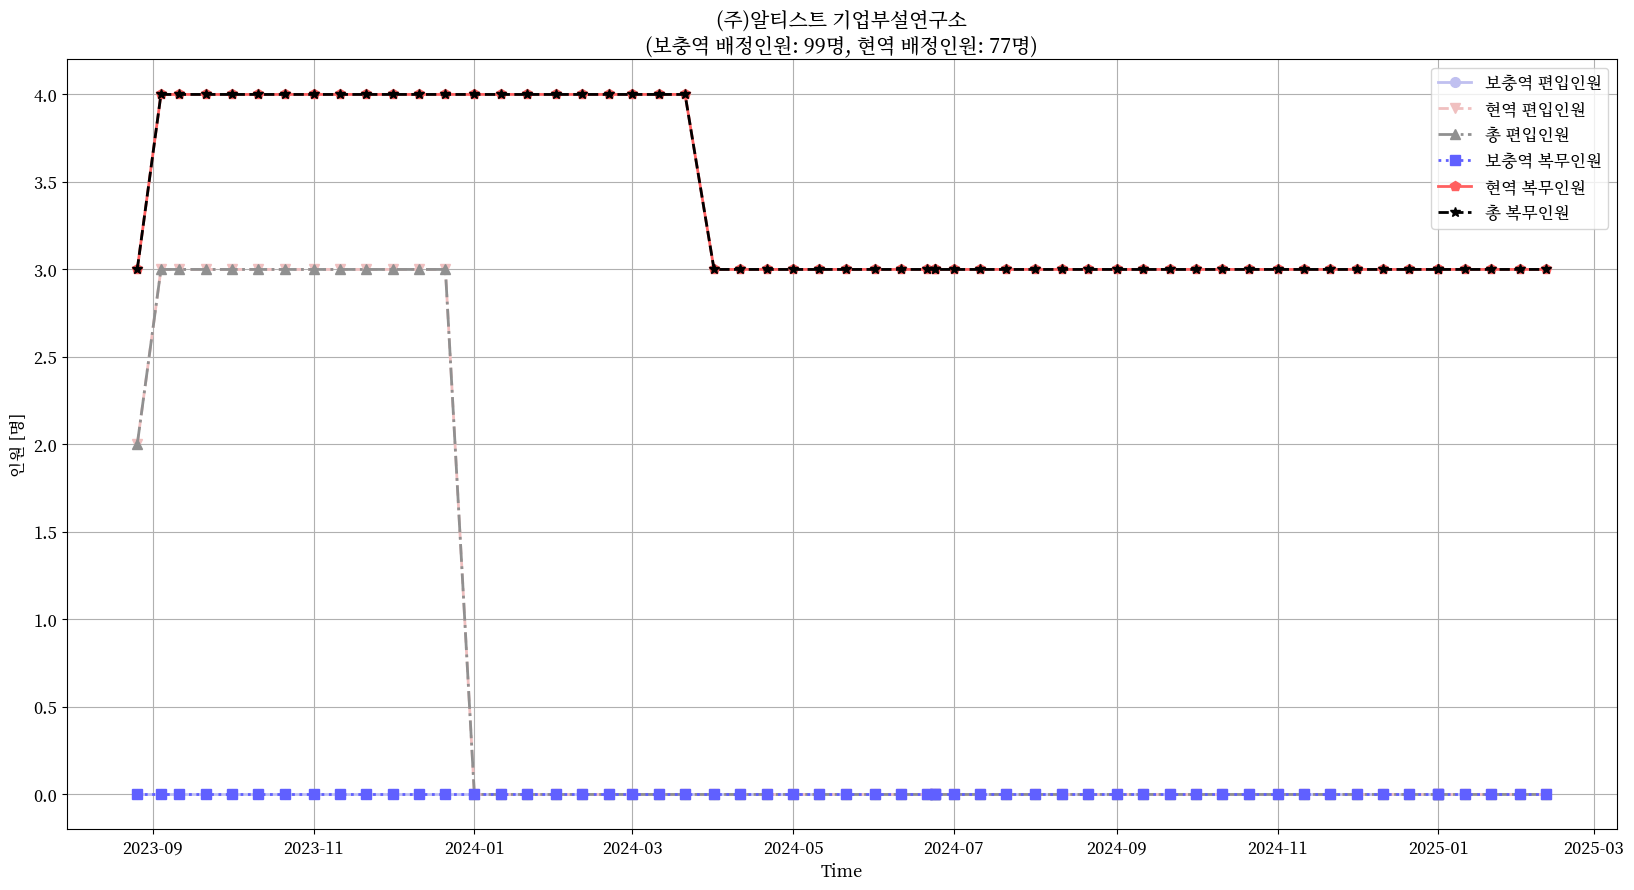 (주)알티스트 기업부설연구소
(보충역 배정인원: 99명, 현역 배정인원: 77명)
보충역 편입인원
현역 편입인원
총 편입인원
보충역 복무인원
현역 복무인원
총 복무인원
4.0
3.5
3.0
2.5
2.0
1.5
1.0
0.5
0.0
인원 [명]
2023-09 2023-11 2024-01 2024-03 2024-05 2024-07 2024-09 2024-11 2025-01 2025-03
Time